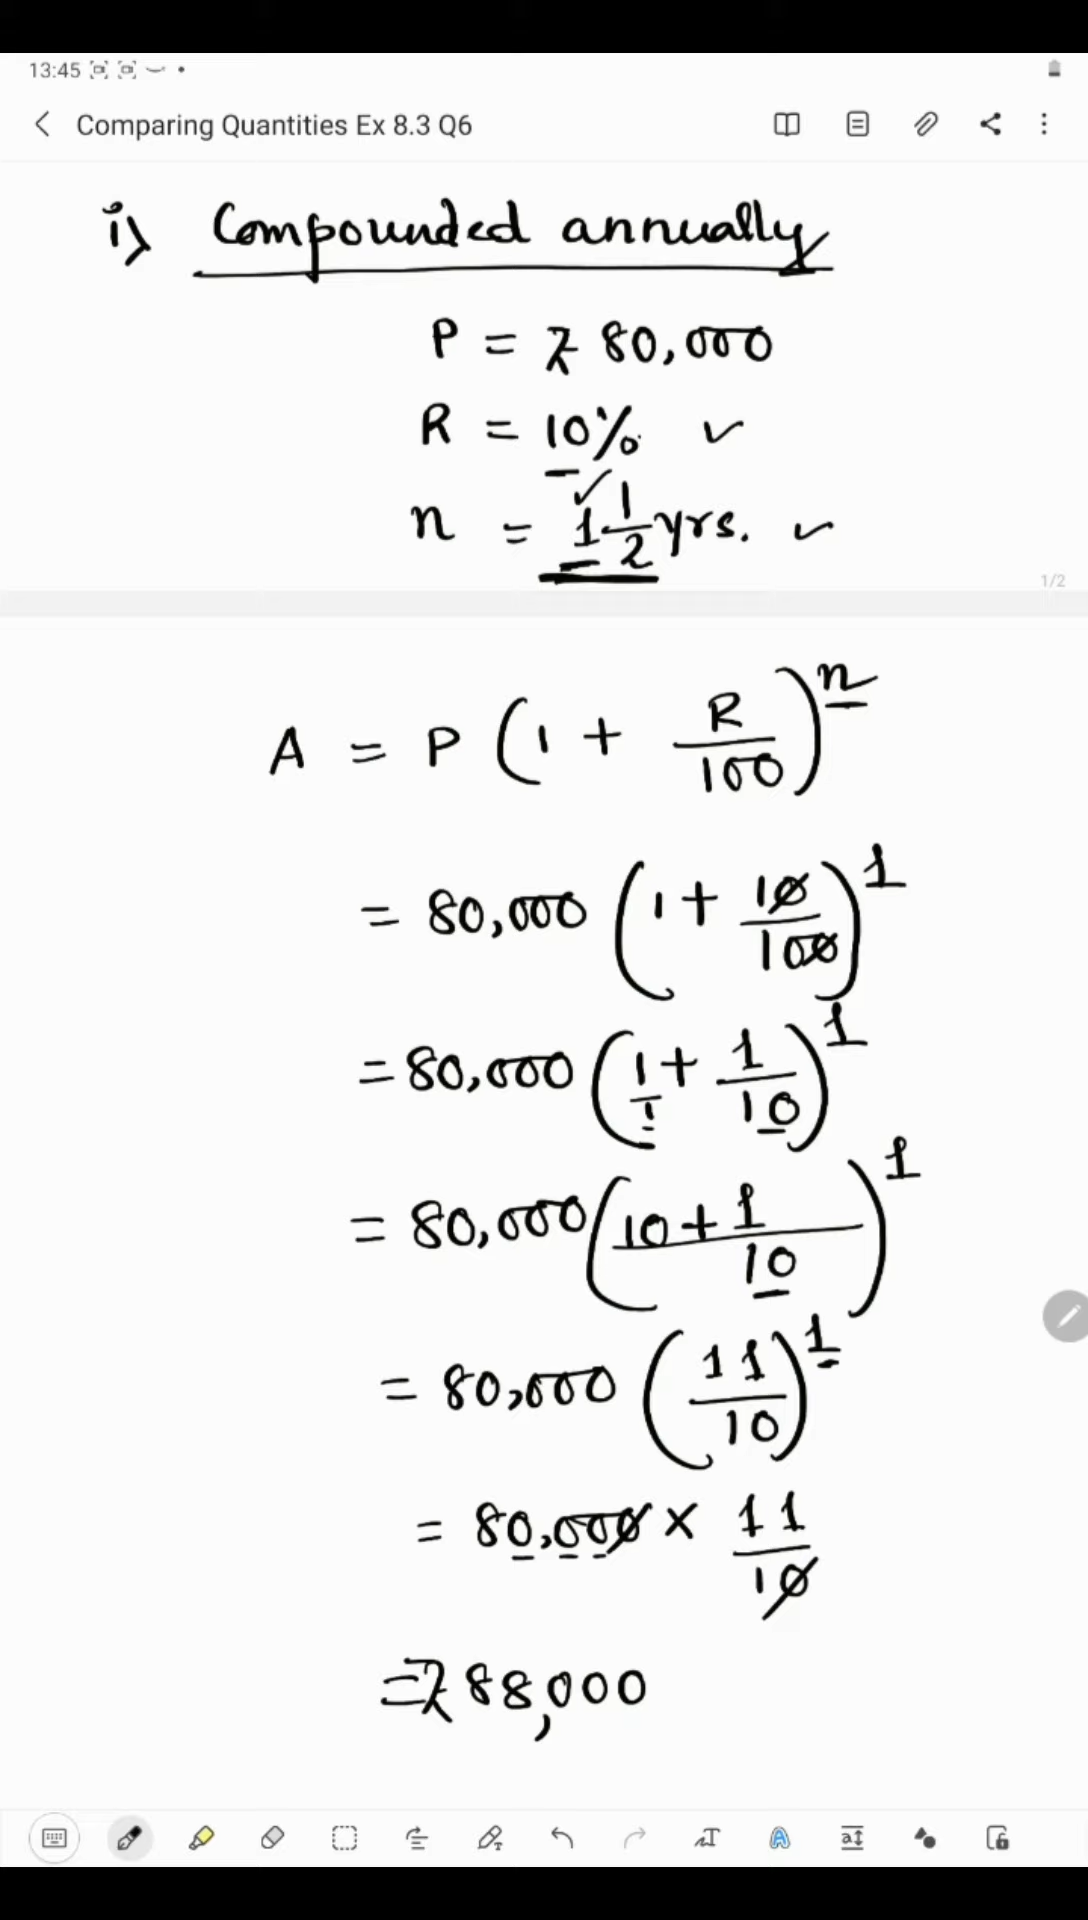 13:45
Comparing Quantities Ex 8.3 Q6
i) Compounded annually
P = ₹ 80,000
R = 10% ✓
n = 1 1/2 yrs. ✓
1/2
A = P (1 + R/100)^n
= 80,000 (1 + 10/100)^1
= 80,000 (1/1 + 1/10)^1
= 80,000 (10 + 1/10)^1
= 80,000 (11/10)^1
= 80,000 × 11/10
= ₹ 88,000